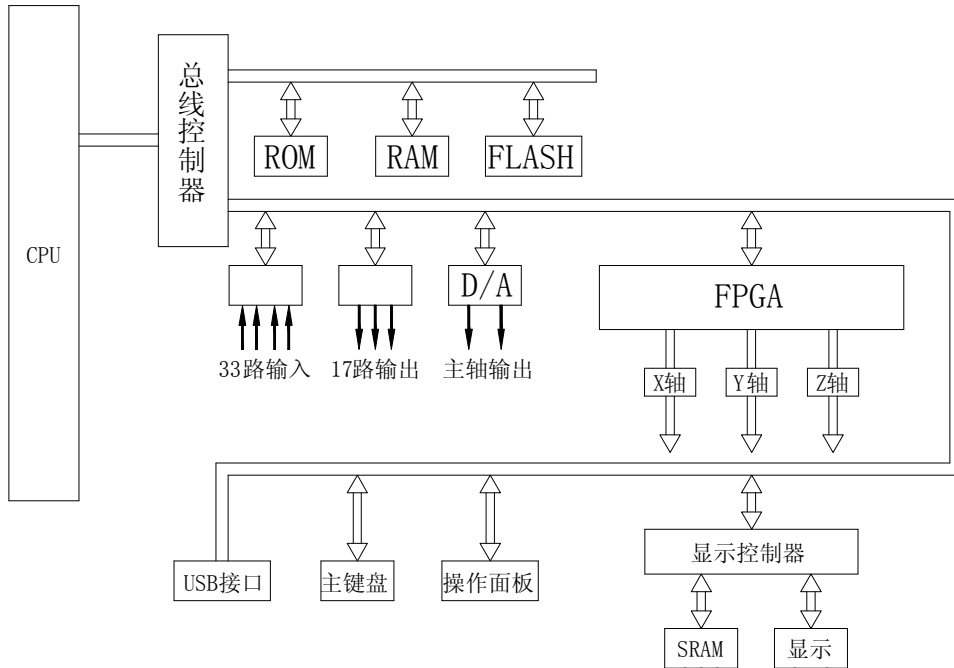 总线控制器
CPU
ROM
RAM
FLASH
D/A
FPGA
33路输入
17路输出
主轴输出
X轴
Y轴
Z轴
USB接口
主键盘
操作面板
显示控制器
SRAM
显示